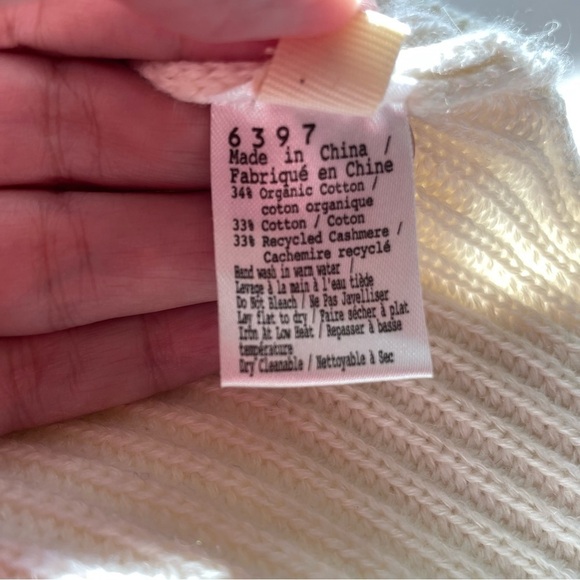 6397
Made in China /
Fabriqué en Chine
34% Organic Cotton /
coton organique
33% Cotton / Coton
33% Recycled Cashmere /
Cachemire recyclé
Hand wash in warm water /
Levage à la main à l'eau tiède
Do Not Bleach / Ne Pas Javelliser
Lay flat to dry / Faire sécher à plat
Iron At Low Heat / Repasser à basse
température
Dry Cleanable / Nettoyable à Sec